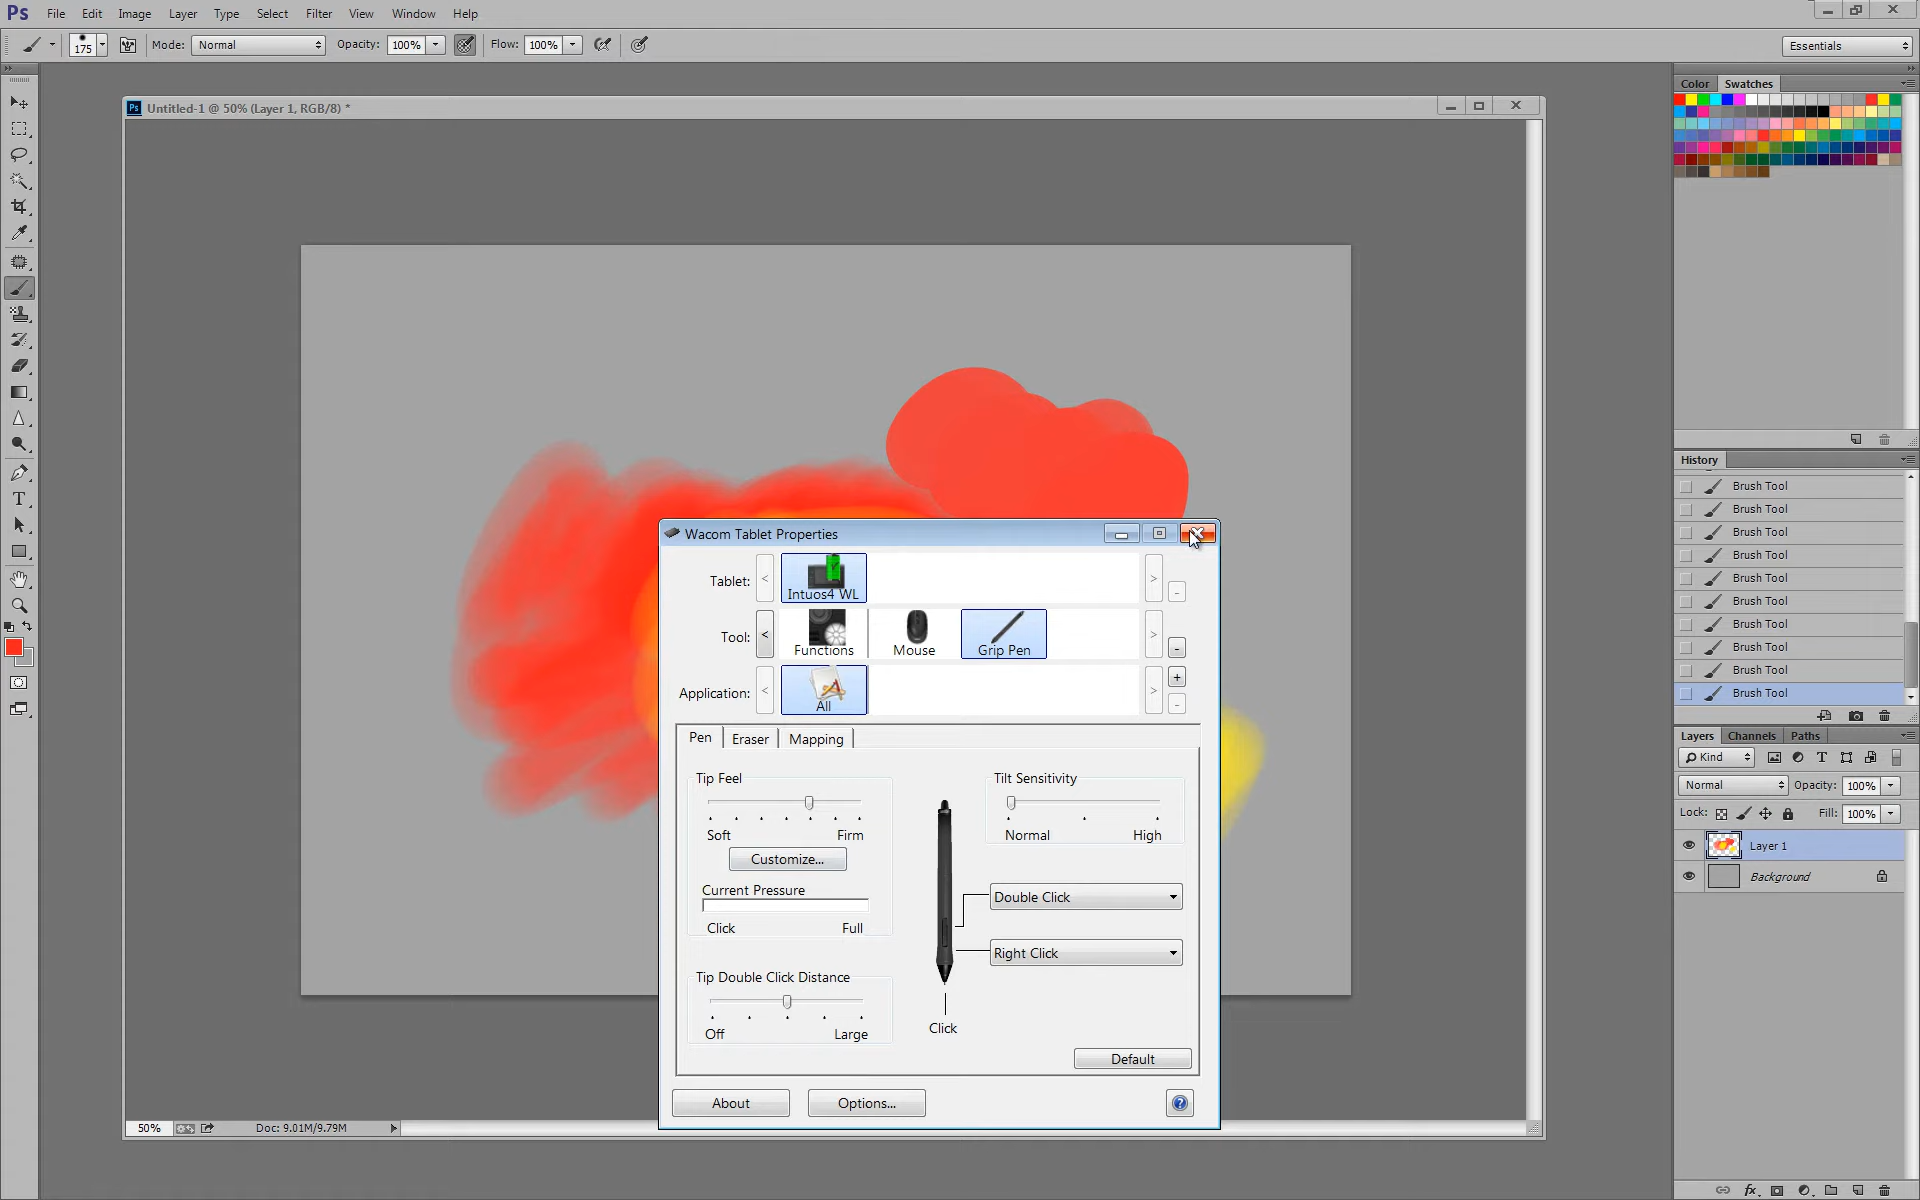 Ps File Edit Image Layer Type Select Filter View Window Help
175 Mode: Normal Opacity: 100% Flow: 100% Essentials
Ps Untitled-1 @ 50% (Layer 1, RGB/8) *
Color Swatches
History
Brush Tool
Brush Tool
Brush Tool
Brush Tool
Brush Tool
Brush Tool
Brush Tool
Brush Tool
Brush Tool
Brush Tool
Layers Channels Paths
Kind
Normal Opacity: 100%
Lock: Fill: 100%
Layer 1
Background
Wacom Tablet Properties
Tablet: < Intuos4 WL > -
Tool: < Functions Mouse Grip Pen > -
Application: < All > + -
Pen Eraser Mapping
Tip Feel
Soft Firm
Customize...
Current Pressure
Click Full
Tip Double Click Distance
Off Large
Tilt Sensitivity
Normal High
Double Click
Right Click
Click
Default
About Options... ?
50% Doc: 9.01M/9.79M
T
T
fx